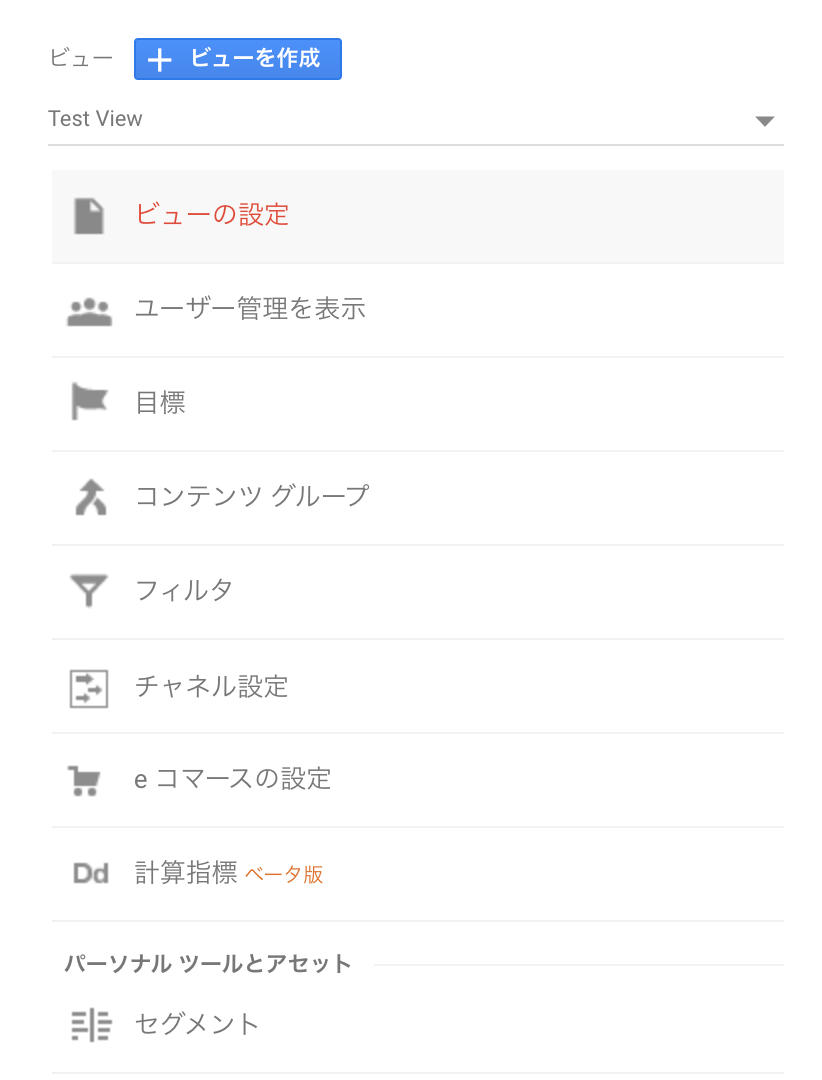 ビュー ＋ ビューを作成
Test View
ビューの設定
ユーザー管理を表示
目標
コンテンツ グループ
フィルタ
チャネル設定
e コマースの設定
Dd 計算指標 ベータ版
パーソナル ツールとアセット
セグメント